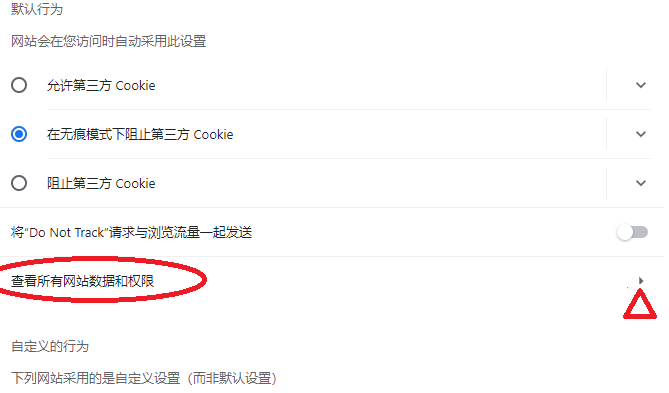 默认行为
网站会在您访问时自动采用此设置
允许第三方 Cookie
在无痕模式下阻止第三方 Cookie
阻止第三方 Cookie
将“Do Not Track”请求与浏览流量一起发送
查看所有网站数据和权限
自定义的行为
下列网站采用的是自定义设置（而非默认设置）